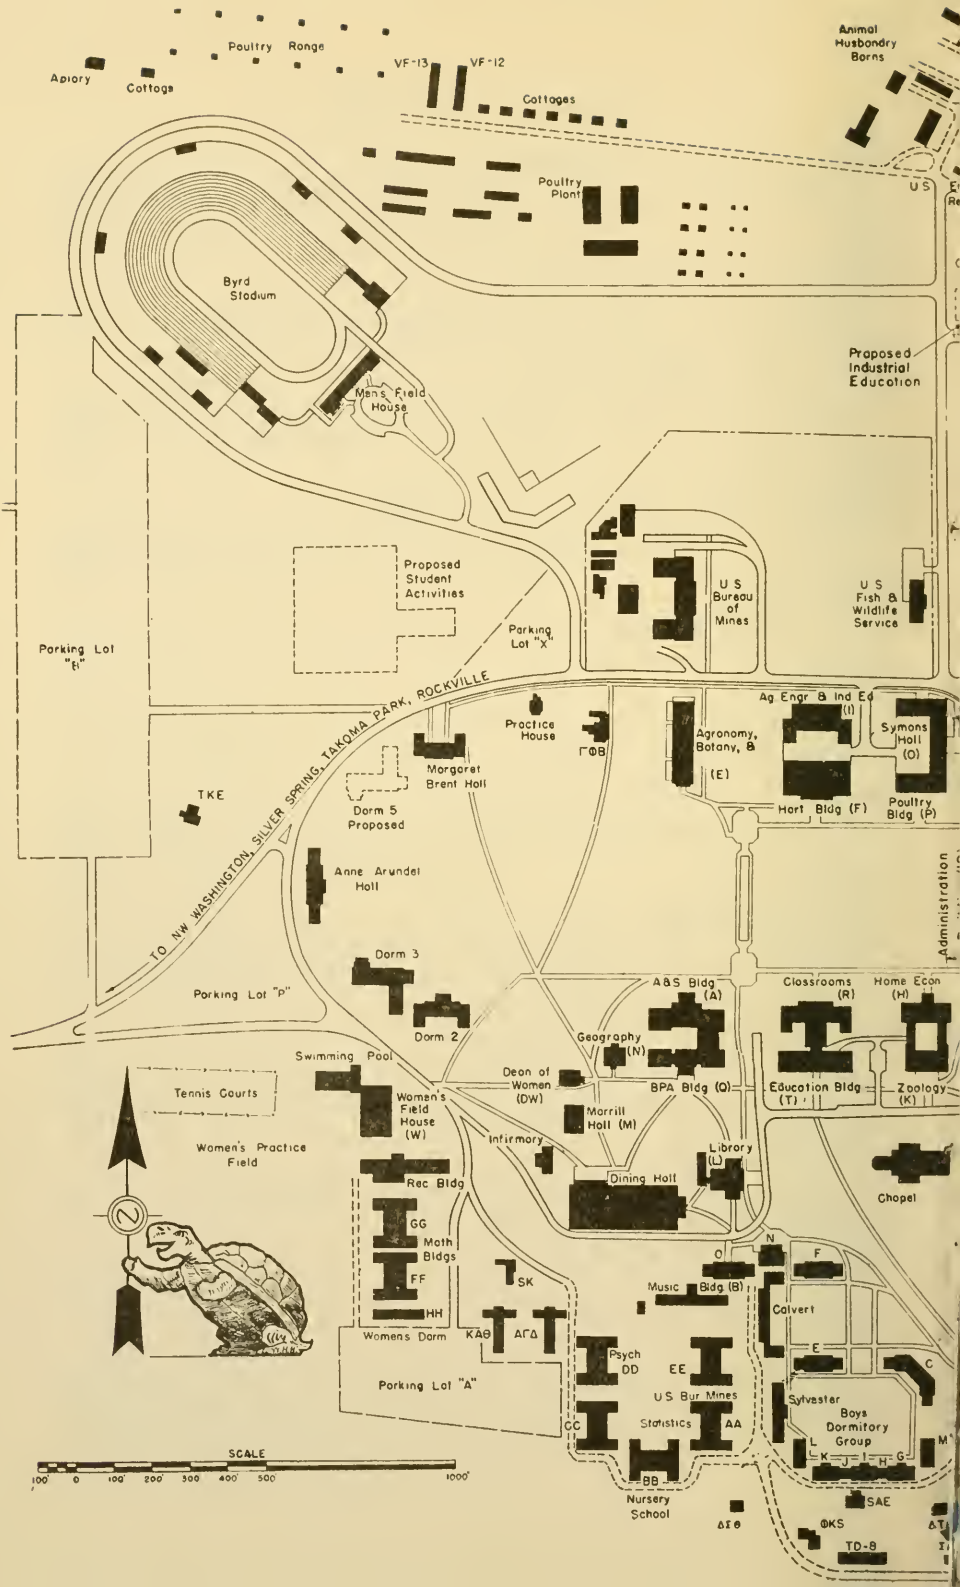 Poultry Range
Apiary
Cottage
VF-13
VF-12
Cottages
Animal
Husbandry
Barns
Poultry
Plant
U S
Byrd
Stadium
Men's Field
House
Proposed
Industrial
Education
Proposed
Student
Activities
Parking
Lot "X"
U S
Bureau
of
Mines
U S
Fish &
Wildlife
Service
Parking Lot
TO NW WASHINGTON, SILVER SPRING, TAKOMA PARK, ROCKVILLE
Practice
House
ΓΦΒ
Agronomy,
Botany, &
(E)
Ag. Engr & Ind Ed
(I)
Symons
Hall
(O)
Margaret
Brent Hall
Dorm 5
Proposed
TKE
Hort Bldg (F)
Poultry
Bldg (P)
Anne Arundel
Hall
Administration
Dorm 3
Parking Lot "P"
Dorm 2
A&S Bldg
(A)
Classrooms
(R)
Home Econ
(H)
Geography
(N)
Swimming Pool
Dean of
Women
(DW)
BPA Bldg (Q)
Education Bldg
(T)
Zoology
(K)
Tennis Courts
Women's
Field
House
(W)
Morrill
Hall (M)
Women's Practice
Field
Infirmary
Library
(L)
Rec Bldg
Dining Hall
Chapel
Z
GG
Math
Bldgs
FF
HH
Women's Dorm
SK
ΚΑΘ
ΑΓΔ
O
N
F
Music Bldg (B)
Calvert
Psych
DD
EE
E
C
Parking Lot "A"
US Bur Mines
Sylvester
Boys
Dormitory
Group
CC
Statistics
AA
L
K
J
I
H
G
M
BB
Nursery
School
SCALE
100 0 100 200 300 400 500 1000'
ΔΣΘ
SAE
ΦKS
TD-8
ΔΤ
Σ